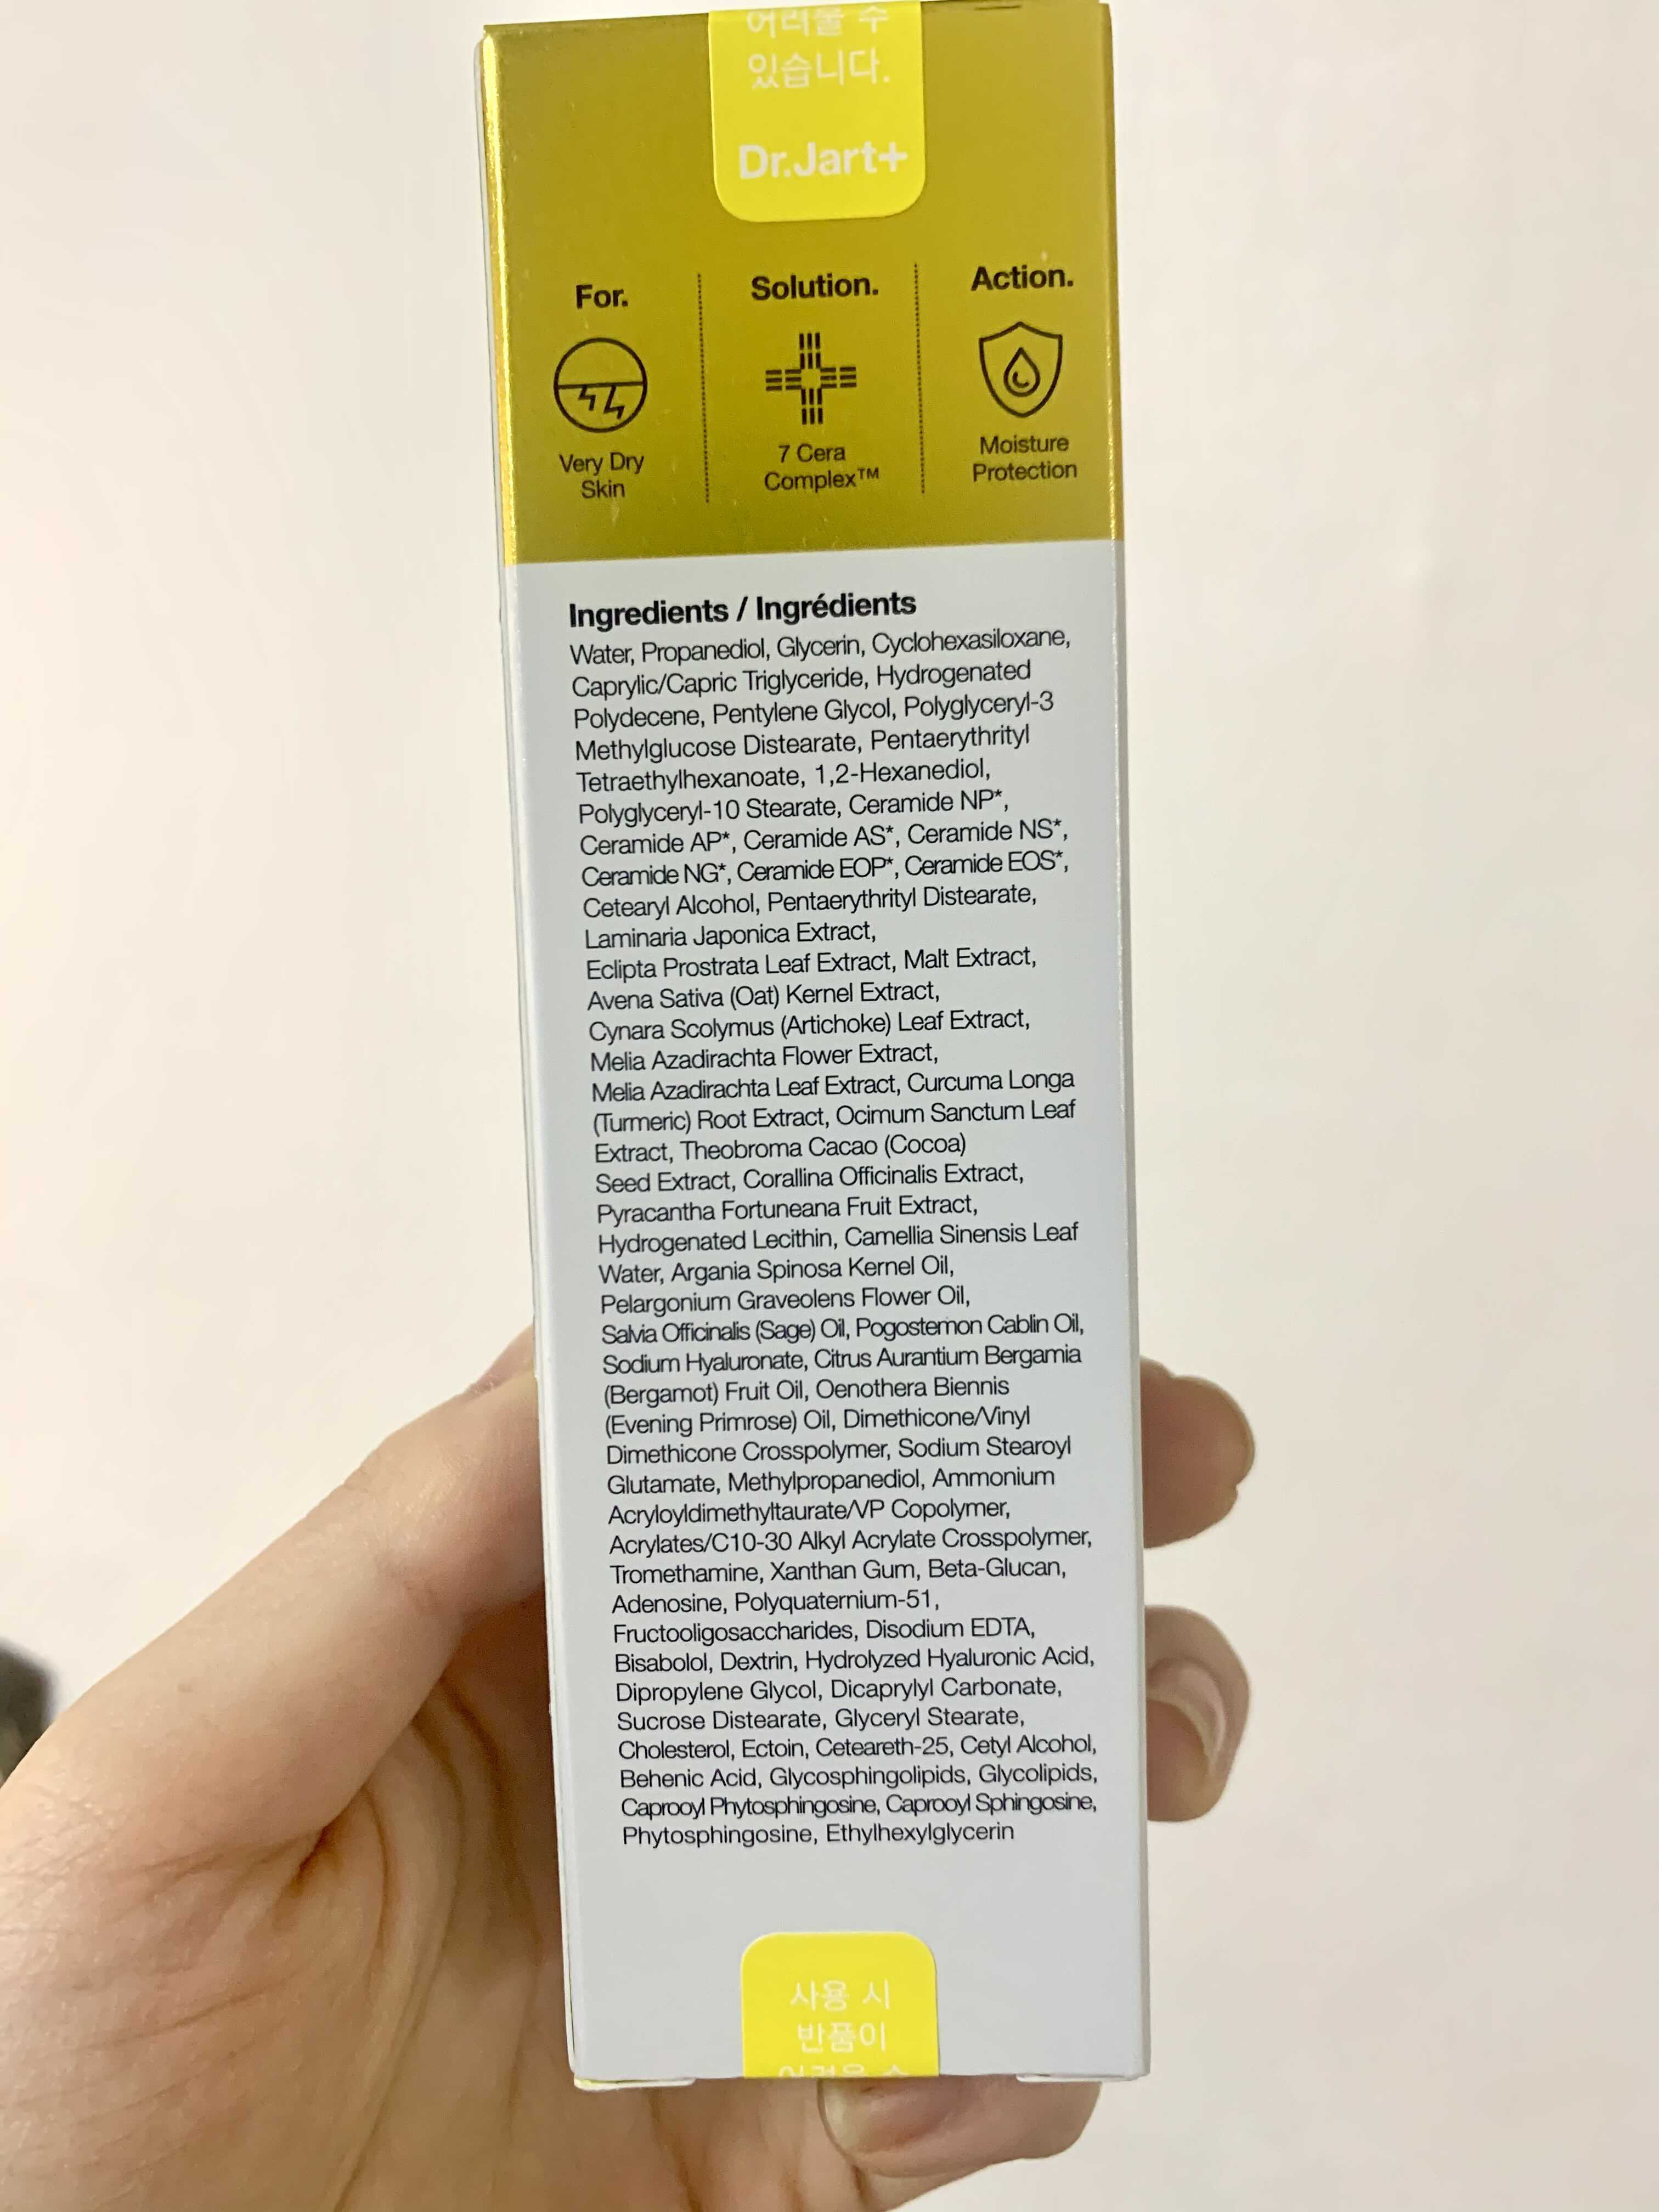 어려울 수
있습니다.
Dr.Jart+
For.
Very Dry
Skin
Solution.
7 Cera
Complex™
Action.
Moisture
Protection
Ingredients / Ingrédients
Water, Propanediol, Glycerin, Cyclohexasiloxane,
Caprylic/Capric Triglyceride, Hydrogenated
Polydecene, Pentylene Glycol, Polyglyceryl-3
Methylglucose Distearate, Pentaerythrityl
Tetraethylhexanoate, 1,2-Hexanediol,
Polyglyceryl-10 Stearate, Ceramide NP*,
Ceramide AP*, Ceramide AS*, Ceramide NS*,
Ceramide NG*, Ceramide EOP*, Ceramide EOS*,
Cetearyl Alcohol, Pentaerythrityl Distearate,
Laminaria Japonica Extract,
Eclipta Prostrata Leaf Extract, Malt Extract,
Avena Sativa (Oat) Kernel Extract,
Cynara Scolymus (Artichoke) Leaf Extract,
Melia Azadirachta Flower Extract,
Melia Azadirachta Leaf Extract, Curcuma Longa
(Turmeric) Root Extract, Ocimum Sanctum Leaf
Extract, Theobroma Cacao (Cocoa)
Seed Extract, Corallina Officinalis Extract,
Pyracantha Fortuneana Fruit Extract,
Hydrogenated Lecithin, Camellia Sinensis Leaf
Water, Argania Spinosa Kernel Oil,
Pelargonium Graveolens Flower Oil,
Salvia Officinalis (Sage) Oil, Pogostemon Cablin Oil,
Sodium Hyaluronate, Citrus Aurantium Bergamia
(Bergamot) Fruit Oil, Oenothera Biennis
(Evening Primrose) Oil, Dimethicone/Vinyl
Dimethicone Crosspolymer, Sodium Stearoyl
Glutamate, Methylpropanediol, Ammonium
Acryloyldimethyltaurate/VP Copolymer,
Acrylates/C10-30 Alkyl Acrylate Crosspolymer,
Tromethamine, Xanthan Gum, Beta-Glucan,
Adenosine, Polyquaternium-51,
Fructooligosaccharides, Disodium EDTA,
Bisabolol, Dextrin, Hydrolyzed Hyaluronic Acid,
Dipropylene Glycol, Dicaprylyl Carbonate,
Sucrose Distearate, Glyceryl Stearate,
Cholesterol, Ectoin, Ceteareth-25, Cetyl Alcohol,
Behenic Acid, Glycosphingolipids, Glycolipids,
Caprooyl Phytosphingosine, Caprooyl Sphingosine,
Phytosphingosine, Ethylhexylglycerin
사용 시
반품이